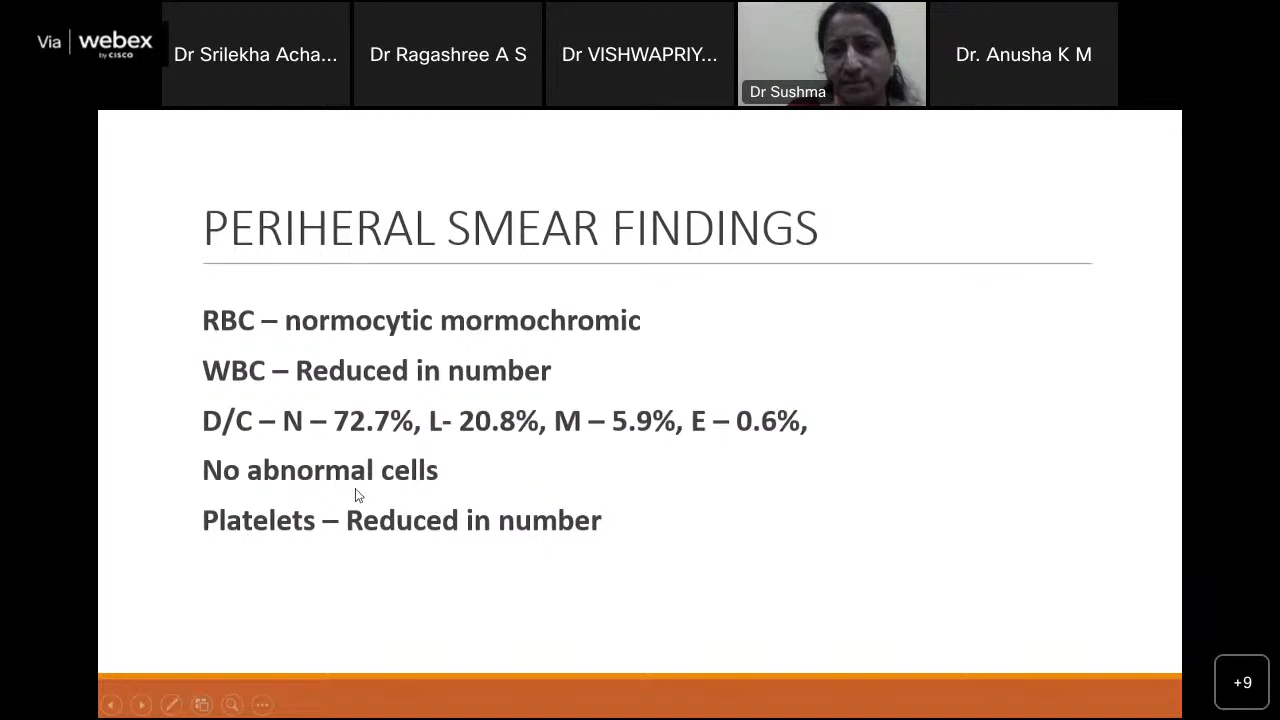 Via webex
by CISCO
Dr Srilekha Acha...
Dr Ragashree A S
Dr VISHWAPRIY...
Dr Sushma
Dr. Anusha K M
PERIHERAL SMEAR FINDINGS
RBC – normocytic mormochromic
WBC – Reduced in number
D/C – N – 72.7%, L- 20.8%, M – 5.9%, E – 0.6%,
No abnormal cells
Platelets – Reduced in number
+9